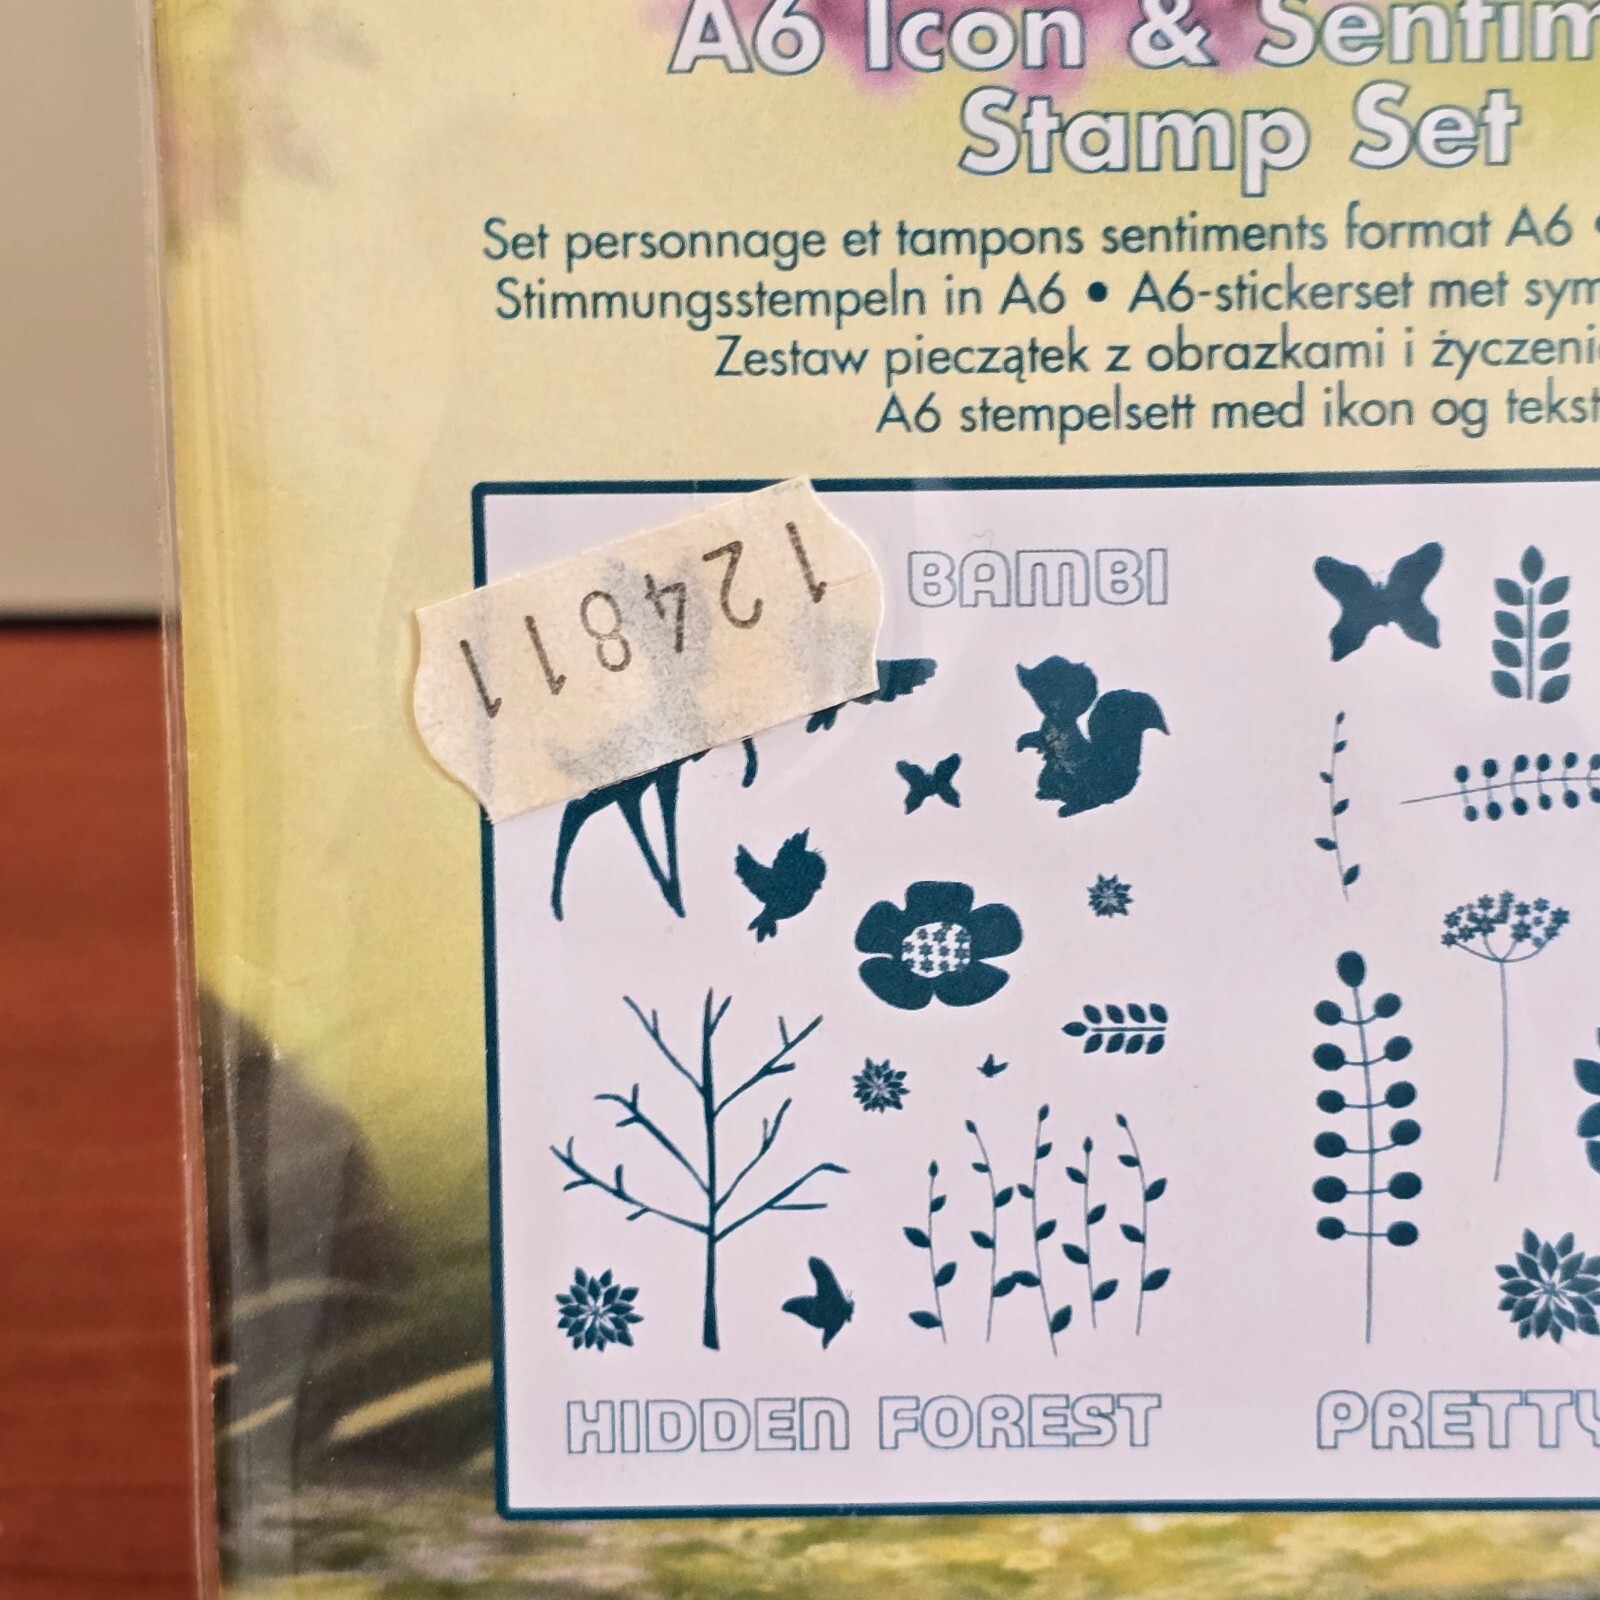 A6 Icon & Sentim
Stamp Set
Set personnage et tampons sentiments format A6 •
Stimmungsstempeln in A6 • A6-stickerset met sym
Zestaw pieczątek z obrazkami i życzeni
A6 stempelsett med ikon og tekst
124811
BAMBI
HIDDEN FOREST
PRETTY